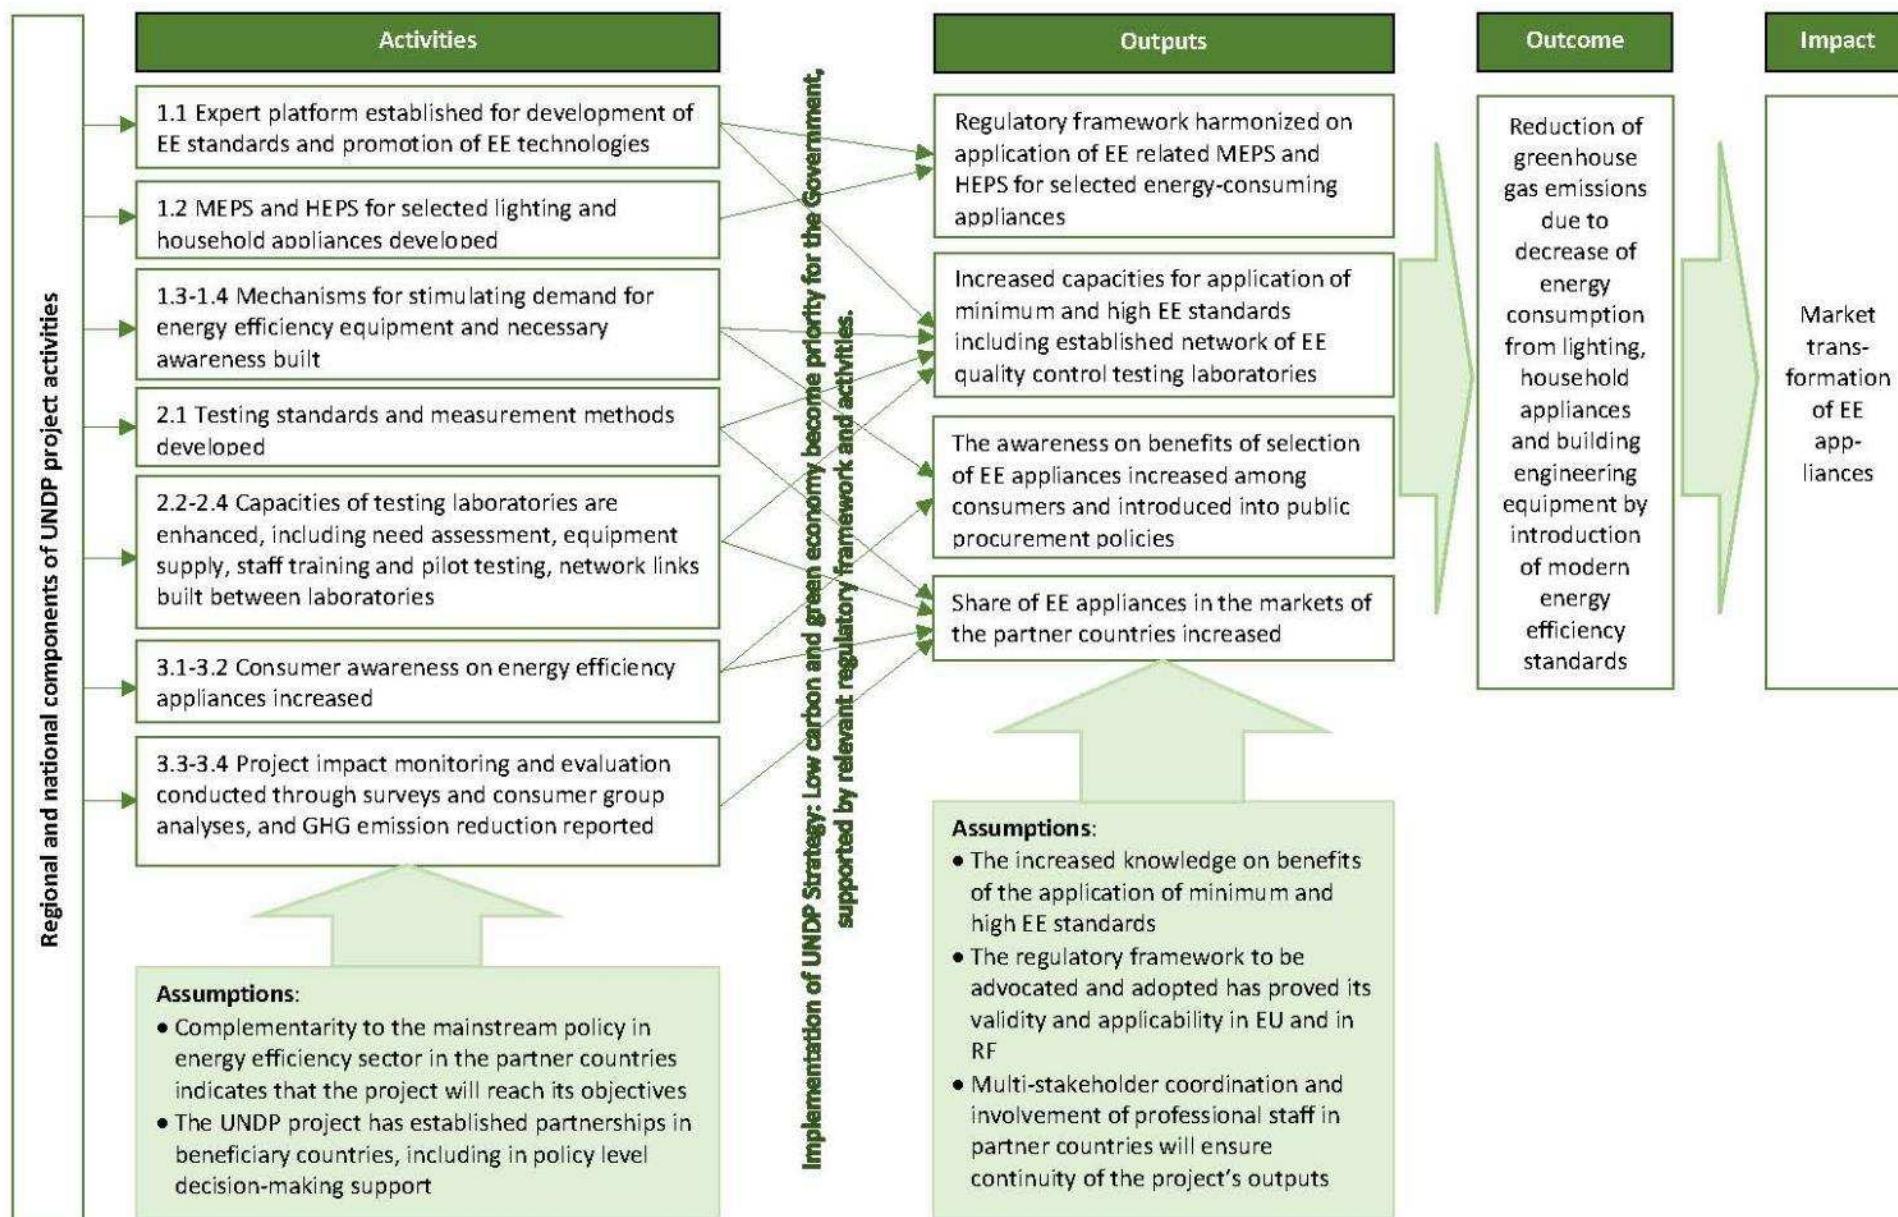 Regional and national components of UNDP project activities
Activities
1.1 Expert platform established for development of
EE standards and promotion of EE technologies
1.2 MEPS and HEPS for selected lighting and
household appliances developed
1.3-1.4 Mechanisms for stimulating demand for
energy efficiency equipment and necessary
awareness built
2.1 Testing standards and measurement methods
developed
2.2-2.4 Capacities of testing laboratories are
enhanced, including need assessment, equipment
supply, staff training and pilot testing, network links
built between laboratories
3.1-3.2 Consumer awareness on energy efficiency
appliances increased
3.3-3.4 Project impact monitoring and evaluation
conducted through surveys and consumer group
analyses, and GHG emission reduction reported
Assumptions:
• Complementarity to the mainstream policy in
energy efficiency sector in the partner countries
indicates that the project will reach its objectives
• The UNDP project has established partnerships in
beneficiary countries, including in policy level
decision-making support
Implementation of UNDP Strategy: Low carbon and green economy become priority for the Government,
supported by relevant regulatory framework and activities.
Outputs
Regulatory framework harmonized on
application of EE related MEPS and
HEPS for selected energy-consuming
appliances
Increased capacities for application of
minimum and high EE standards
including established network of EE
quality control testing laboratories
The awareness on benefits of selection
of EE appliances increased among
consumers and introduced into public
procurement policies
Share of EE appliances in the markets of
the partner countries increased
Assumptions:
• The increased knowledge on benefits
of the application of minimum and
high EE standards
• The regulatory framework to be
advocated and adopted has proved its
validity and applicability in EU and in
RF
• Multi-stakeholder coordination and
involvement of professional staff in
partner countries will ensure
continuity of the project's outputs
Outcome
Reduction of
greenhouse
gas emissions
due to
decrease of
energy
consumption
from lighting,
household
appliances
and building
engineering
equipment by
introduction
of modern
energy
efficiency
standards
Impact
Market
trans-
formation
of EE
app-
liances